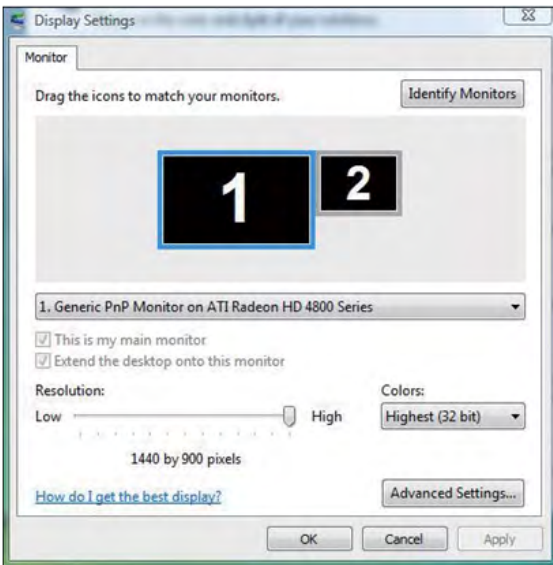 Display Settings
Monitor
Drag the icons to match your monitors.
Identify Monitors
1
2
1. Generic PnP Monitor on ATI Radeon HD 4800 Series
This is my main monitor
Extend the desktop onto this monitor
Resolution:
Colors:
Low
High
Highest (32 bit)
1440 by 900 pixels
How do I get the best display?
Advanced Settings...
OK
Cancel
Apply